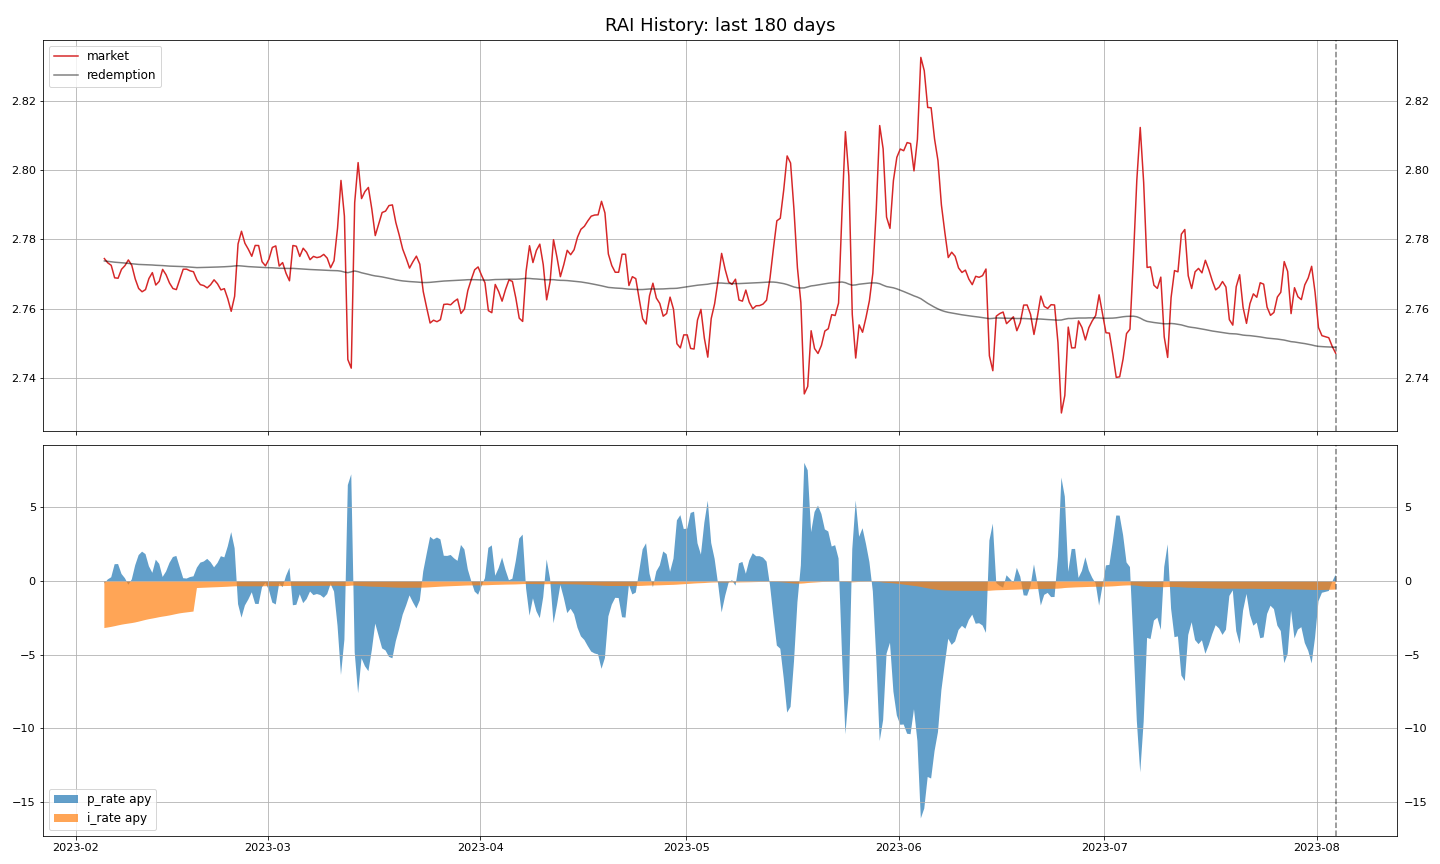 RAI History: last 180 days
market
redemption
2.82 2.82
2.80 2.80
2.78 2.78
2.76 2.76
2.74 2.74
5 5
0 0
−5 −5
−10 −10
−15 −15
p_rate apy
i_rate apy
2023-02 2023-03 2023-04 2023-05 2023-06 2023-07 2023-08